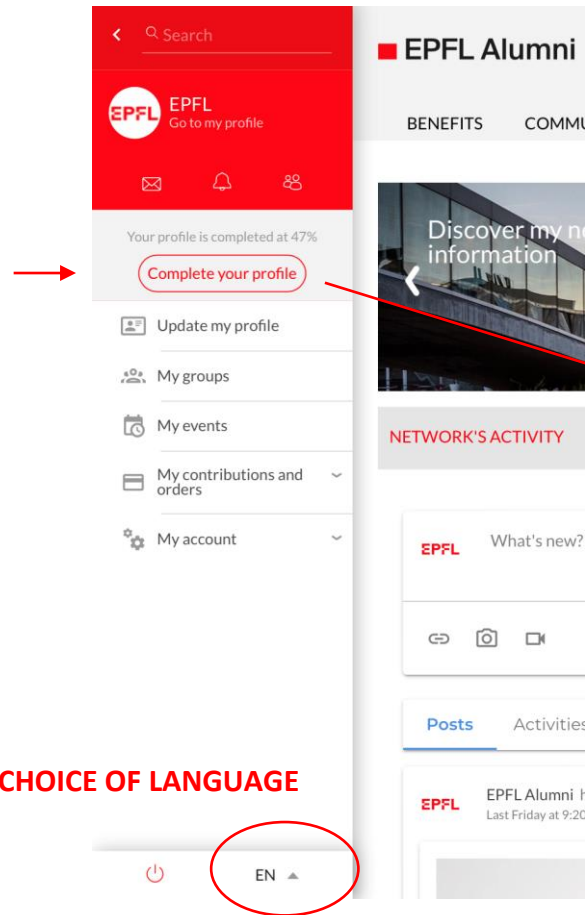 Search
EPFL
EPFL
Go to my profile
Your profile is completed at 47%
Complete your profile
Update my profile
My groups
My events
My contributions and
orders
My account
CHOICE OF LANGUAGE
EN
EPFL Alumni
BENEFITS
Discover my
information
NETWORK'S ACTIVITY
EPFL
What's new?
Posts
Activities
EPFL
EPFL Alumni
Last Friday at 9:20